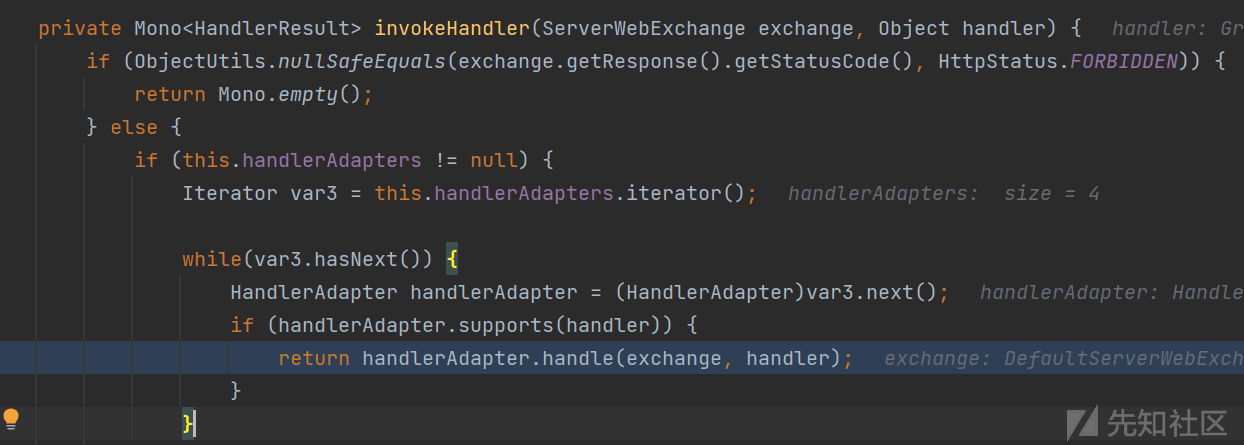 private Mono<HandlerResult> invokeHandler(ServerWebExchange exchange, Object handler) {   handler: Gr
    if (ObjectUtils.nullSafeEquals(exchange.getResponse().getStatusCode(), HttpStatus.FORBIDDEN)) {
        return Mono.empty();
    } else {
        if (this.handlerAdapters != null) {
            Iterator var3 = this.handlerAdapters.iterator();   handlerAdapters:  size = 4
            while(var3.hasNext()) {
                HandlerAdapter handlerAdapter = (HandlerAdapter)var3.next();   handlerAdapter: Handle
                if (handlerAdapter.supports(handler)) {
                    return handlerAdapter.handle(exchange, handler);   exchange: DefaultServerWebExch
                }
            }
先知社区